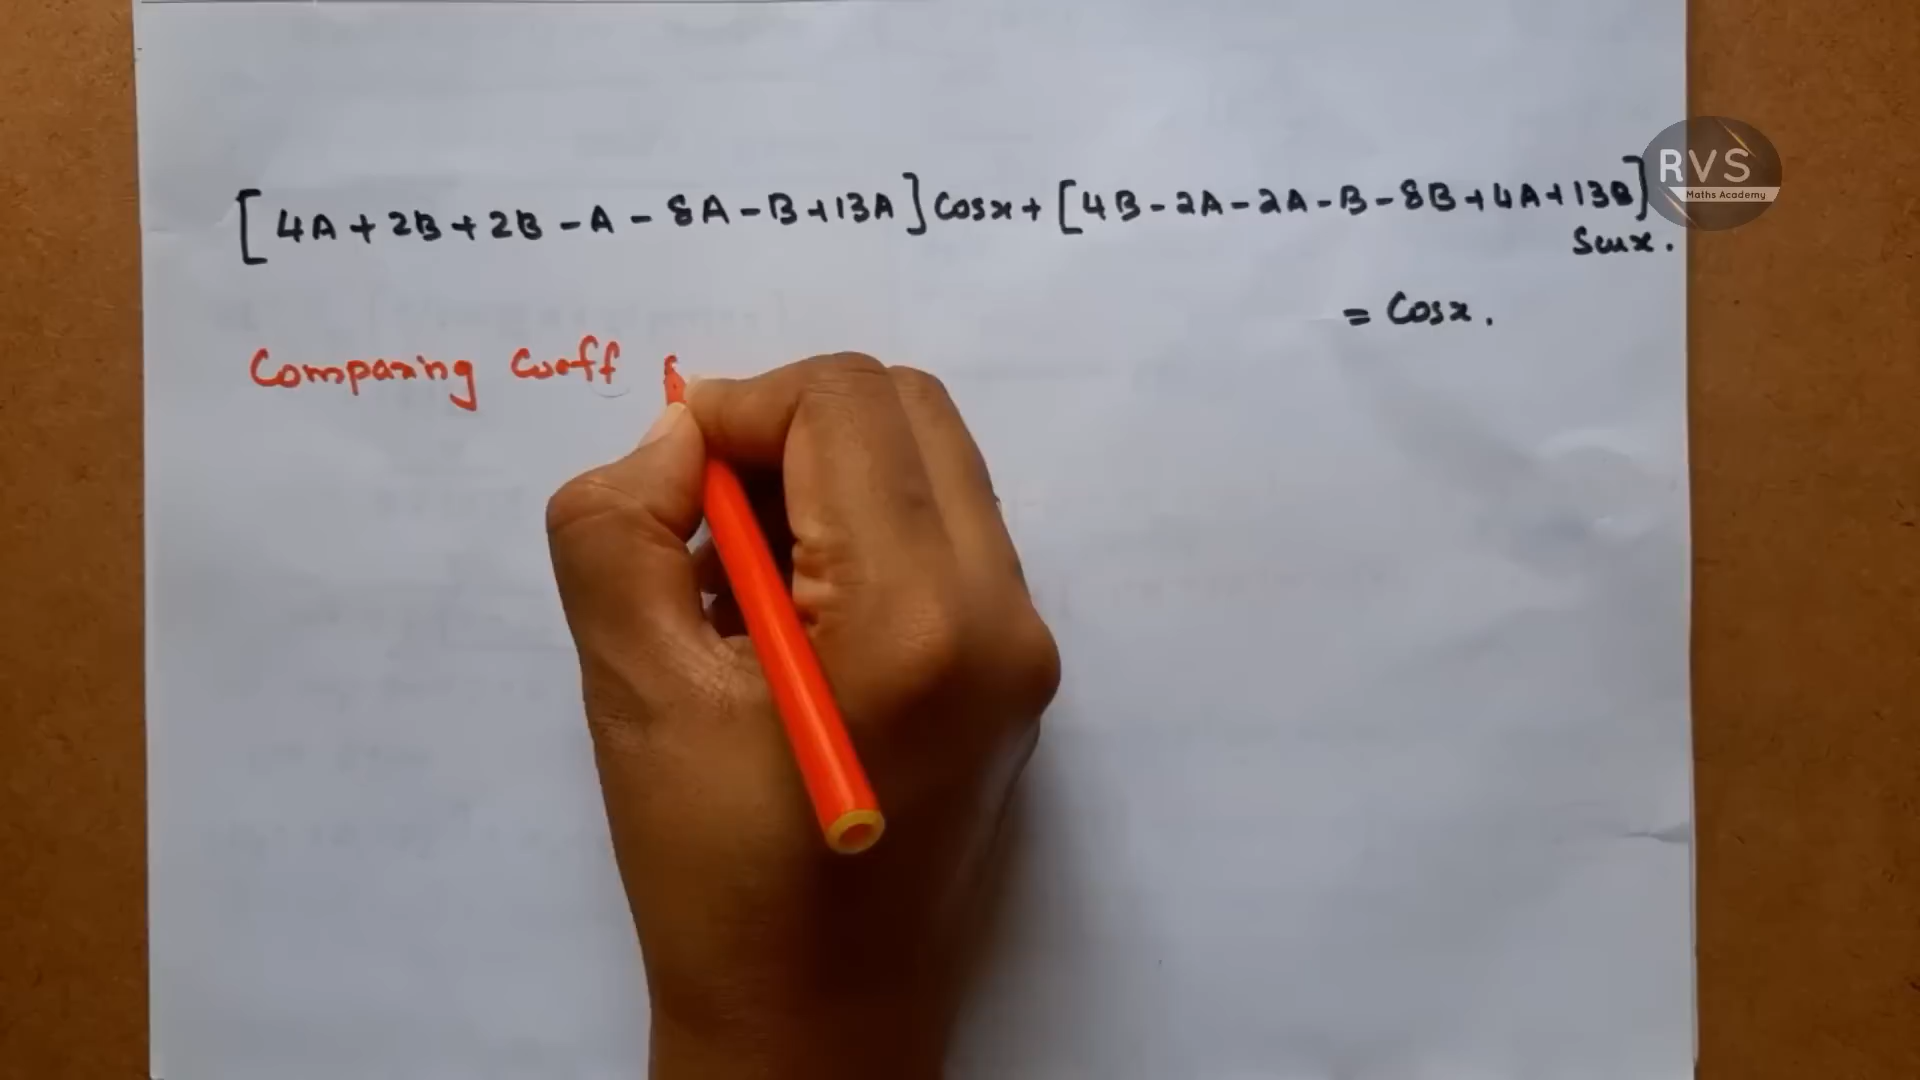 [4A + 2B + 2B - A - 8A - B + 13A] Cosx + [4B - 2A - 2A - B - 8B + 4A + 13B]
Sinx.
= Cosx.
Comparing Coeff
RVS
Maths Academy